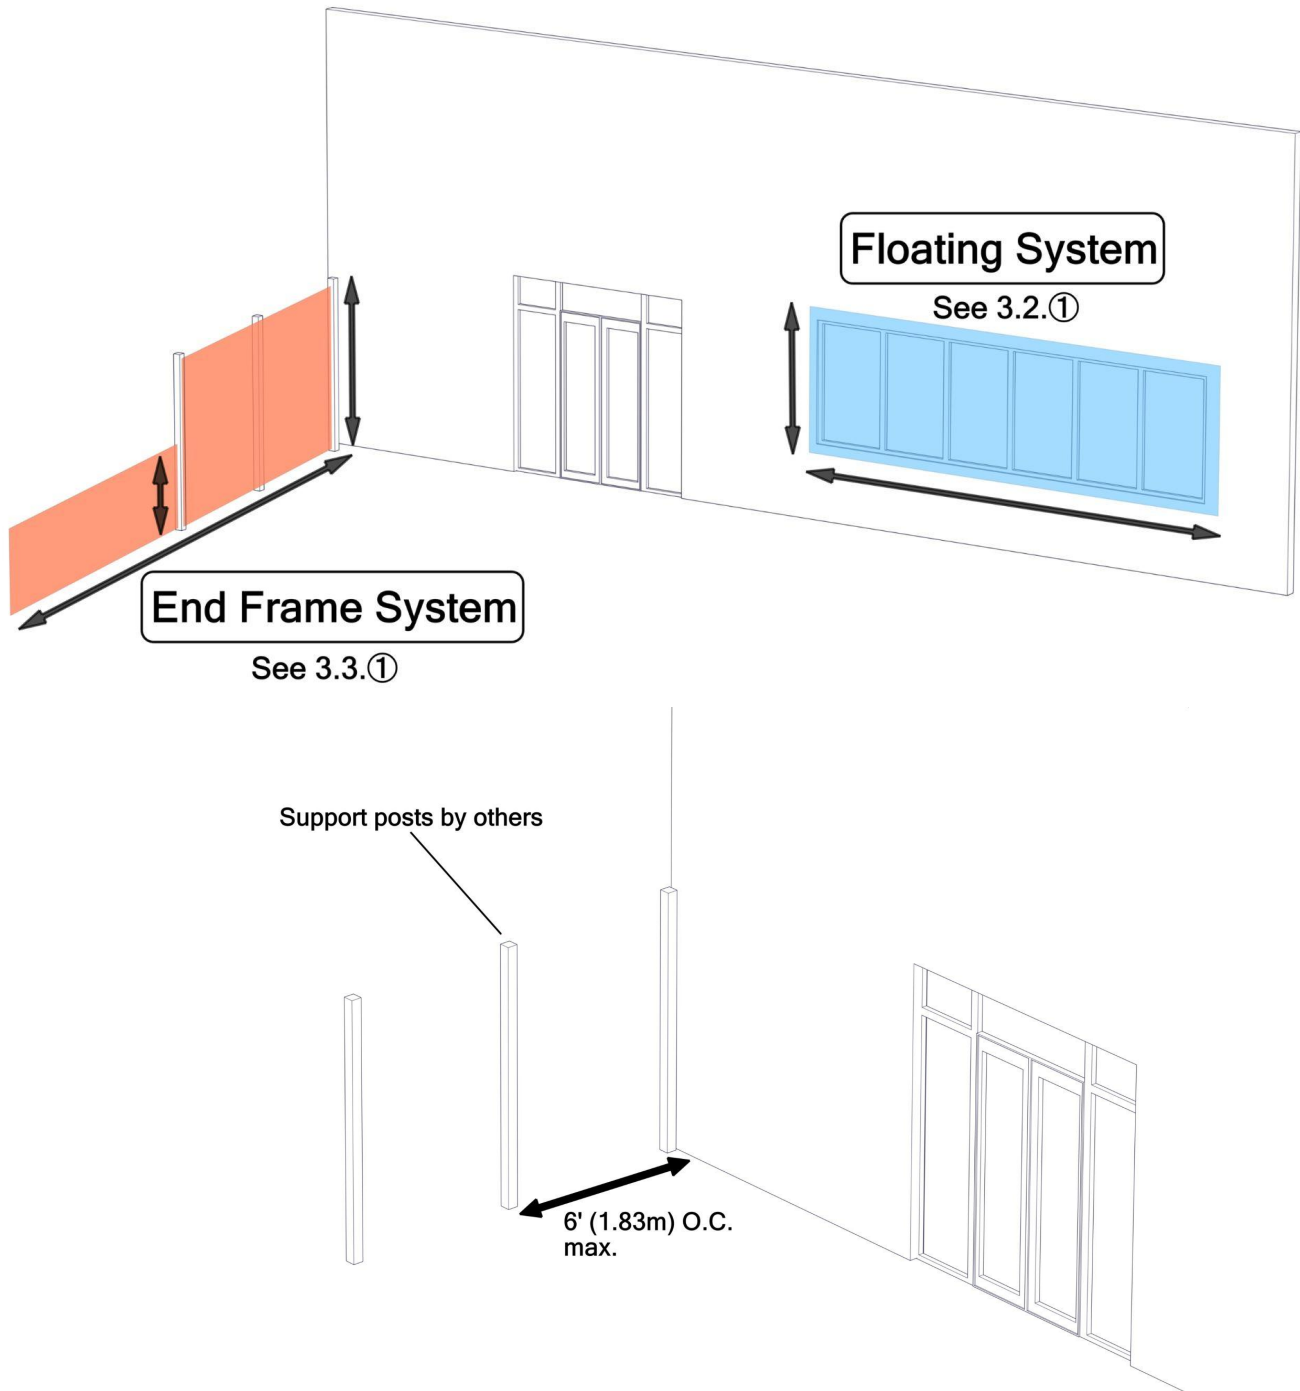 Floating System
See 3.2.①
End Frame System
See 3.3.①
Support posts by others
6' (1.83m) O.C.
max.